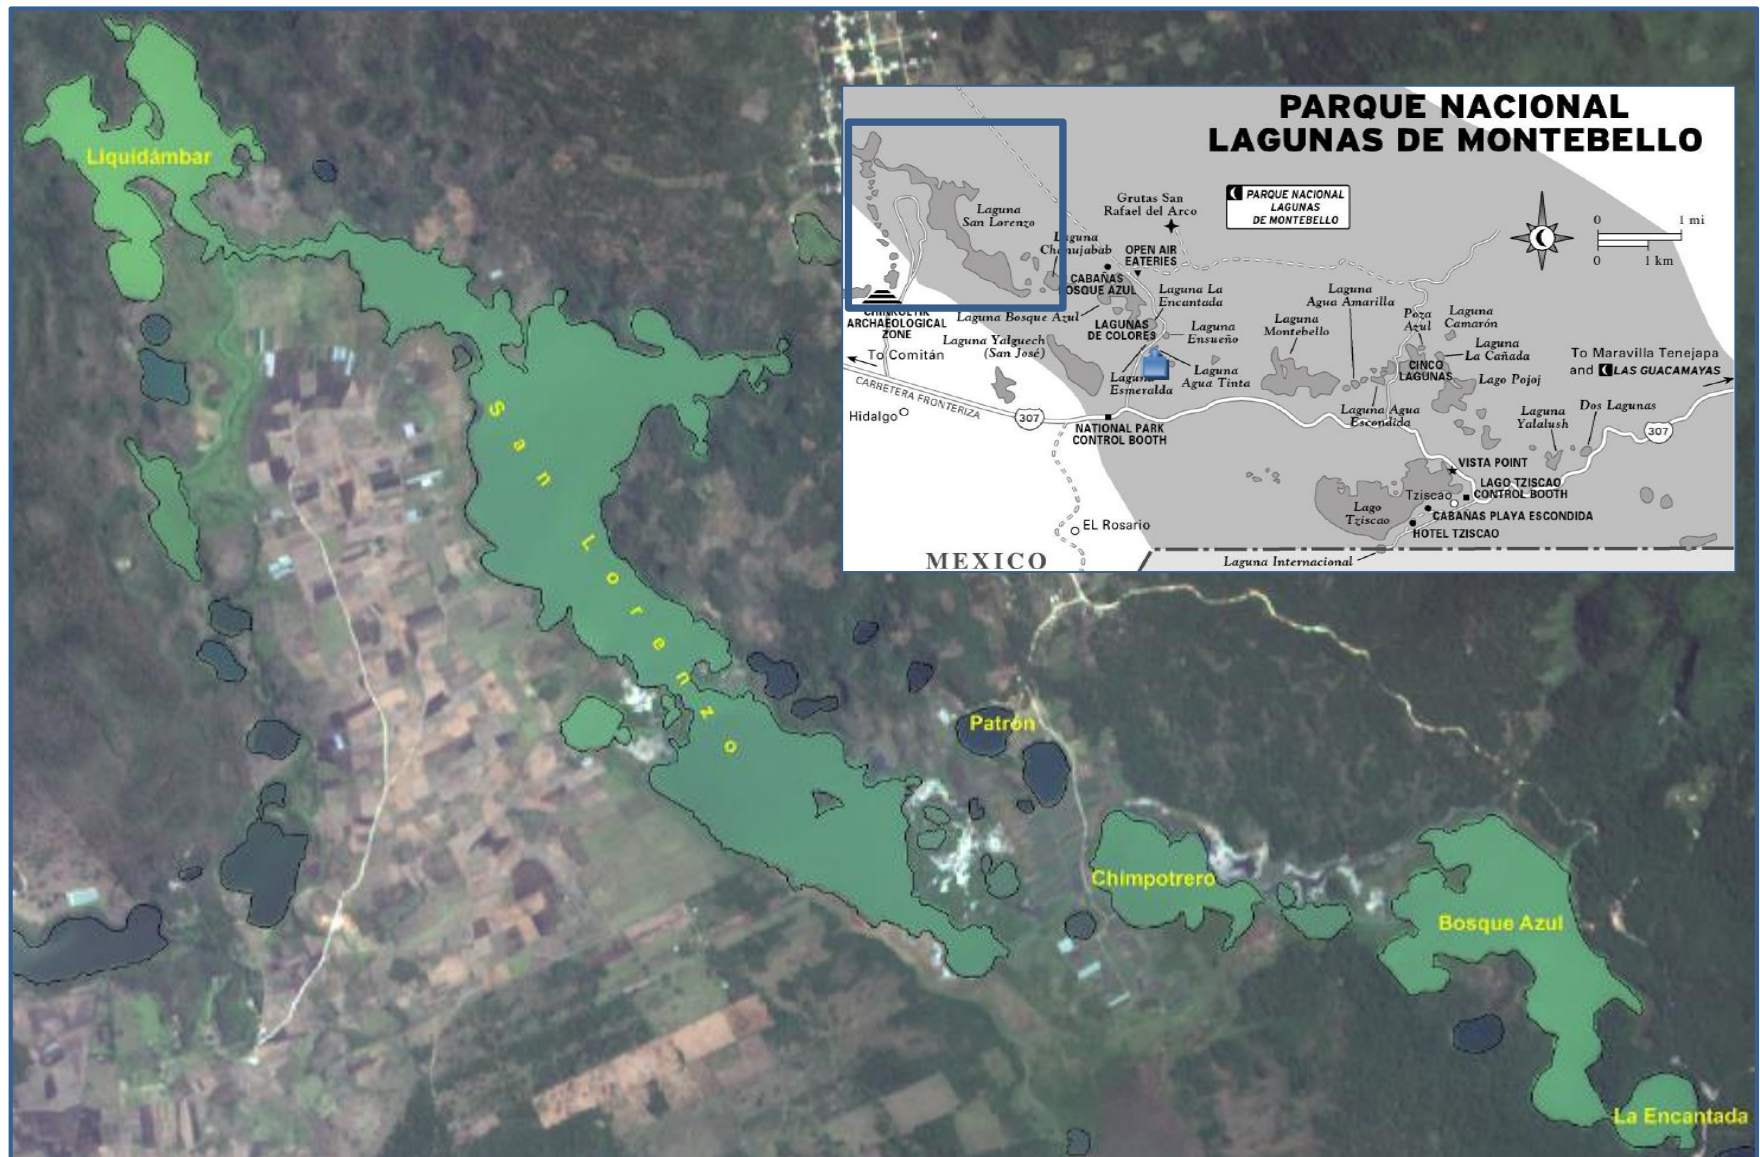 Liquidámbar
San Lorenzo
Patrón
Chimpotrero
Bosque Azul
La Encantada
PARQUE NACIONAL
LAGUNAS DE MONTEBELLO
PARQUE NACIONAL
LAGUNAS
DE MONTEBELLO
0 1 mi
0 1 km
Grutas San
Rafael del Arco
Laguna
San Lorenzo
Laguna
Chanujabab
OPEN AIR
EATERIES
CABAÑAS
BOSQUE AZUL
Laguna La
Encantada
CHINKULTIK
ARCHAEOLOGICAL
ZONE
Laguna Bosque Azul
LAGUNAS
DE COLORES
Laguna
Ensueño
Laguna Yalguech
(San José)
Laguna
Esmeralda
Laguna
Agua Tinta
Laguna
Montebello
Laguna
Agua Amarilla
Poza
Azul
Laguna
Camarón
Laguna
La Cañada
CINCO
LAGUNAS
Lago Pojoj
Laguna Agua
Escondida
To Maravilla Tenejapa
and LAS GUACAMAYAS
To Comitán
CARRETERA FRONTERIZA
307
Hidalgo
NATIONAL PARK
CONTROL BOOTH
Laguna
Yalalush
Dos Lagunas
307
VISTA POINT
LAGO TZISCAO
CONTROL BOOTH
Tziscao
Lago
Tziscao
CABAÑAS PLAYA ESCONDIDA
HOTEL TZISCAO
EL Rosario
MEXICO
Laguna Internacional